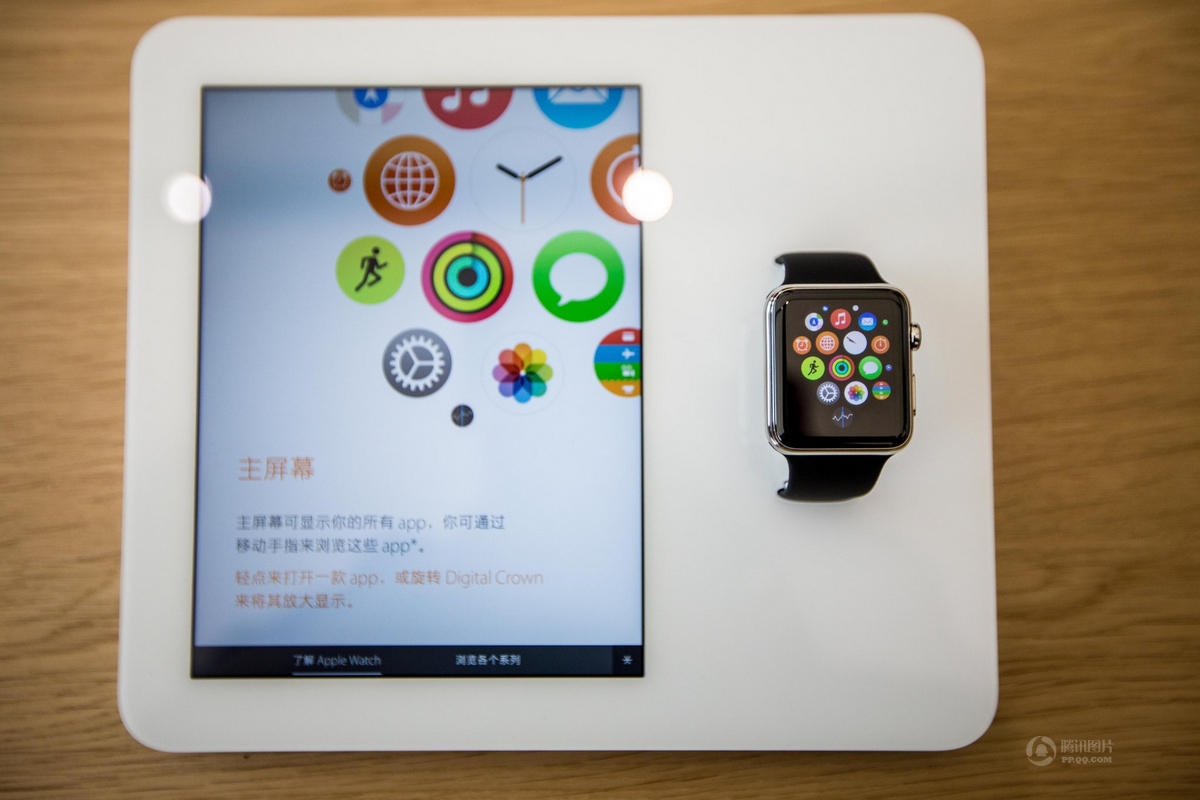 主屏幕
主屏幕可显示你的所有 app，你可通过
移动手指来浏览这些 app*。
轻点来打开一款 app，或旋转 Digital Crown
来将其放大显示。
了解 Apple Watch
浏览各个系列
*
腾讯图片
PP.QQ.COM